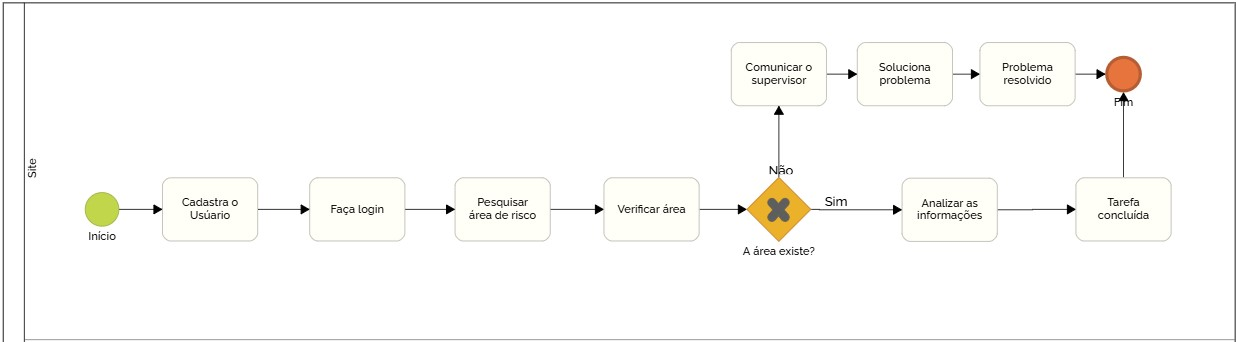 Site
Início
Cadastra o
Usúario
Faça login
Pesquisar
área de risco
Verificar área
A área existe?
Não
Comunicar o
supervisor
Soluciona
problema
Problema
resolvido
Fim
Sim
Analizar as
informações
Tarefa
concluída